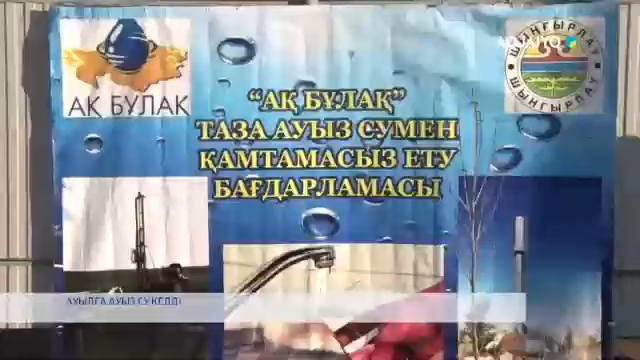 АҚ БҰЛАҚ
ШЫҢҒЫРЛАУ
ШЫҢҒЫРЛАУ
“АҚ БҰЛАҚ”
ТАЗА АУЫЗ СУМЕН
ҚАМТАМАСЫЗ ЕТУ
БАҒДАРЛАМАСЫ
АУЫЛҒА АУЫЗ СУ КЕЛДІ